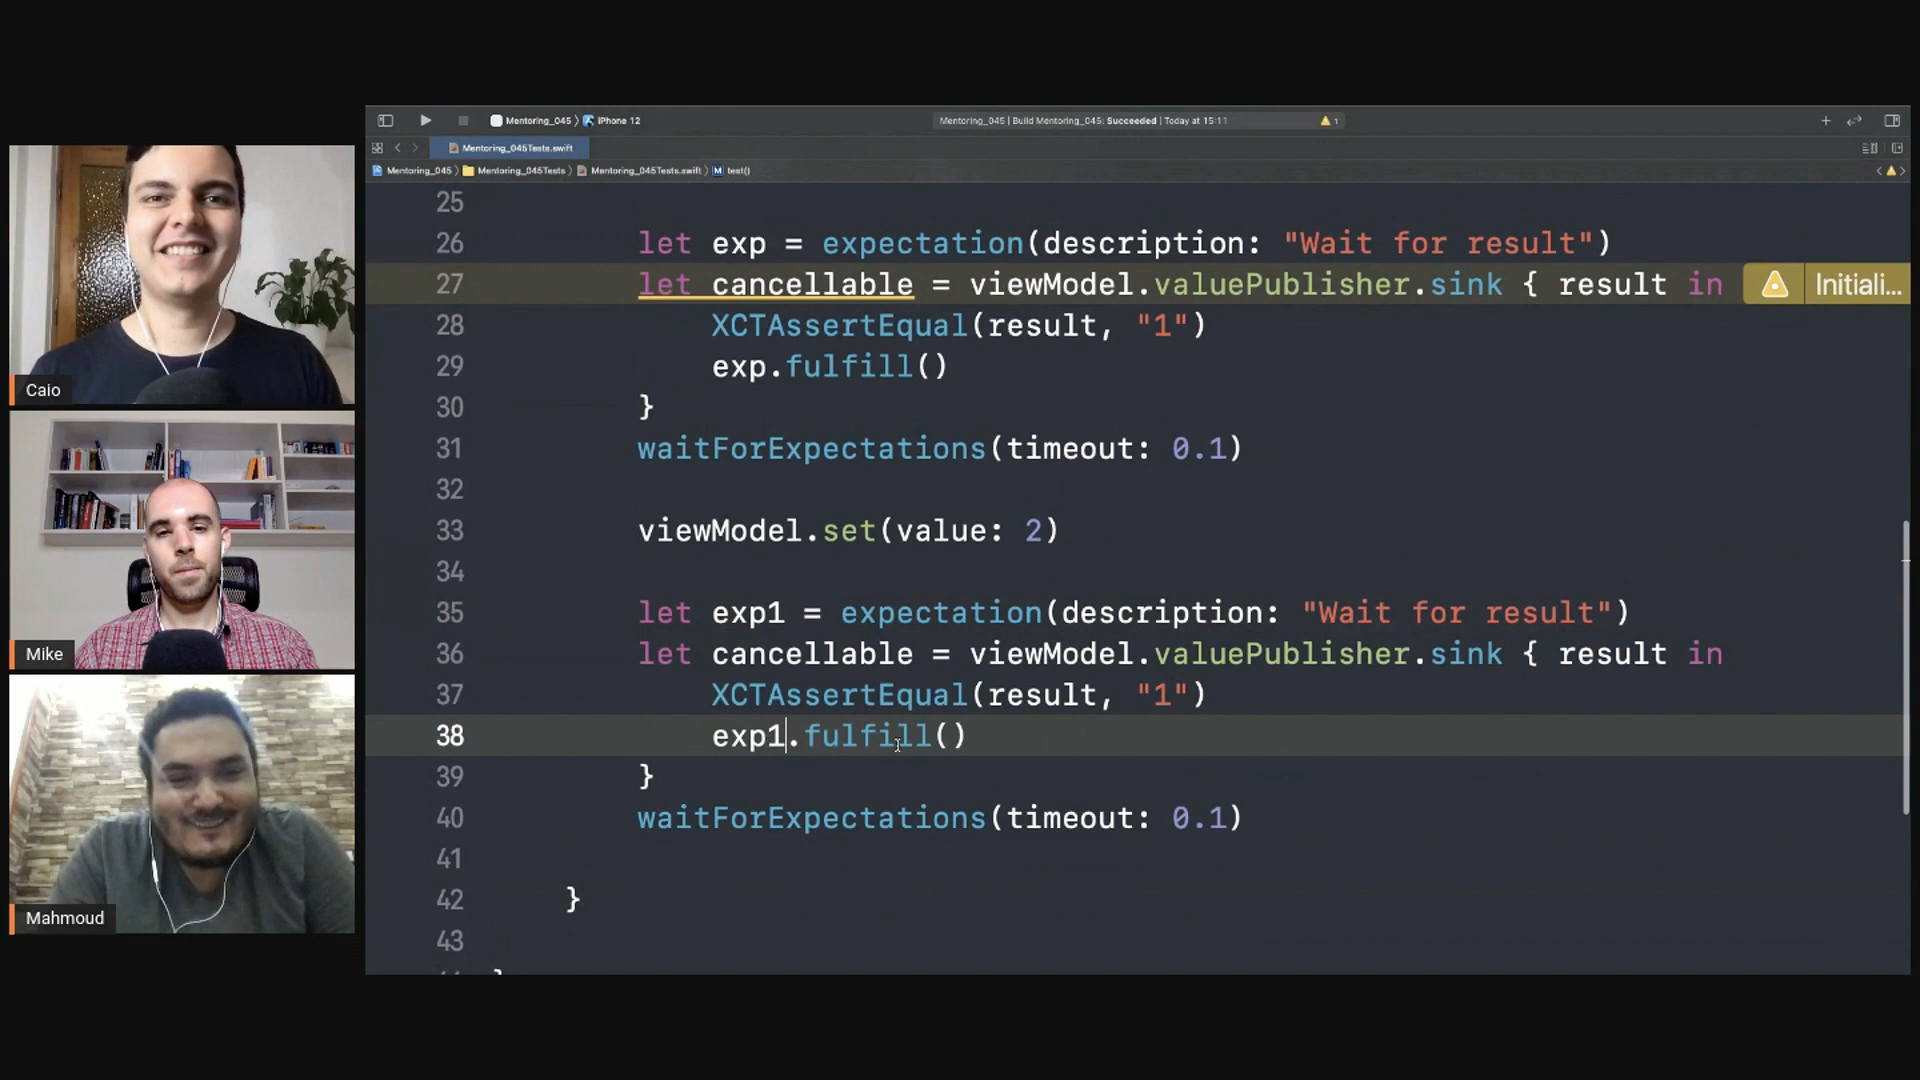 Mentoring_045 〉 iPhone 12
Mentoring_045 | Build Mentoring_045: Succeeded | Today at 15:11
1
Mentoring_045Tests.swift
Mentoring_045 〉 Mentoring_045Tests 〉 Mentoring_045Tests.swift 〉 M test()
25
26 let exp = expectation(description: "Wait for result")
27 let cancellable = viewModel.valuePublisher.sink { result in Initiali...
28 XCTAssertEqual(result, "1")
29 exp.fulfill()
30 }
31 waitForExpectations(timeout: 0.1)
32
33 viewModel.set(value: 2)
34
35 let exp1 = expectation(description: "Wait for result")
36 let cancellable = viewModel.valuePublisher.sink { result in
37 XCTAssertEqual(result, "1")
38 exp1.fulfill()
39 }
40 waitForExpectations(timeout: 0.1)
41
42 }
43
Caio
Mike
Mahmoud